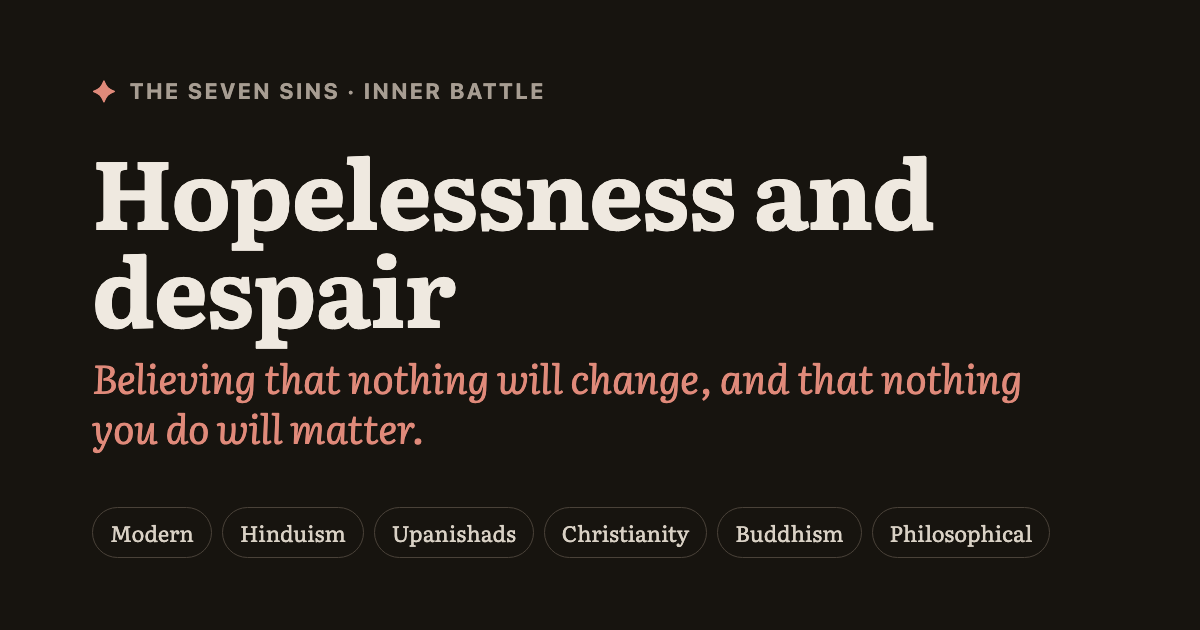 THE SEVEN SINS · INNER BATTLE
Hopelessness and
despair
Believing that nothing will change, and that nothing
you do will matter.
Modern Hinduism Upanishads Christianity Buddhism Philosophical